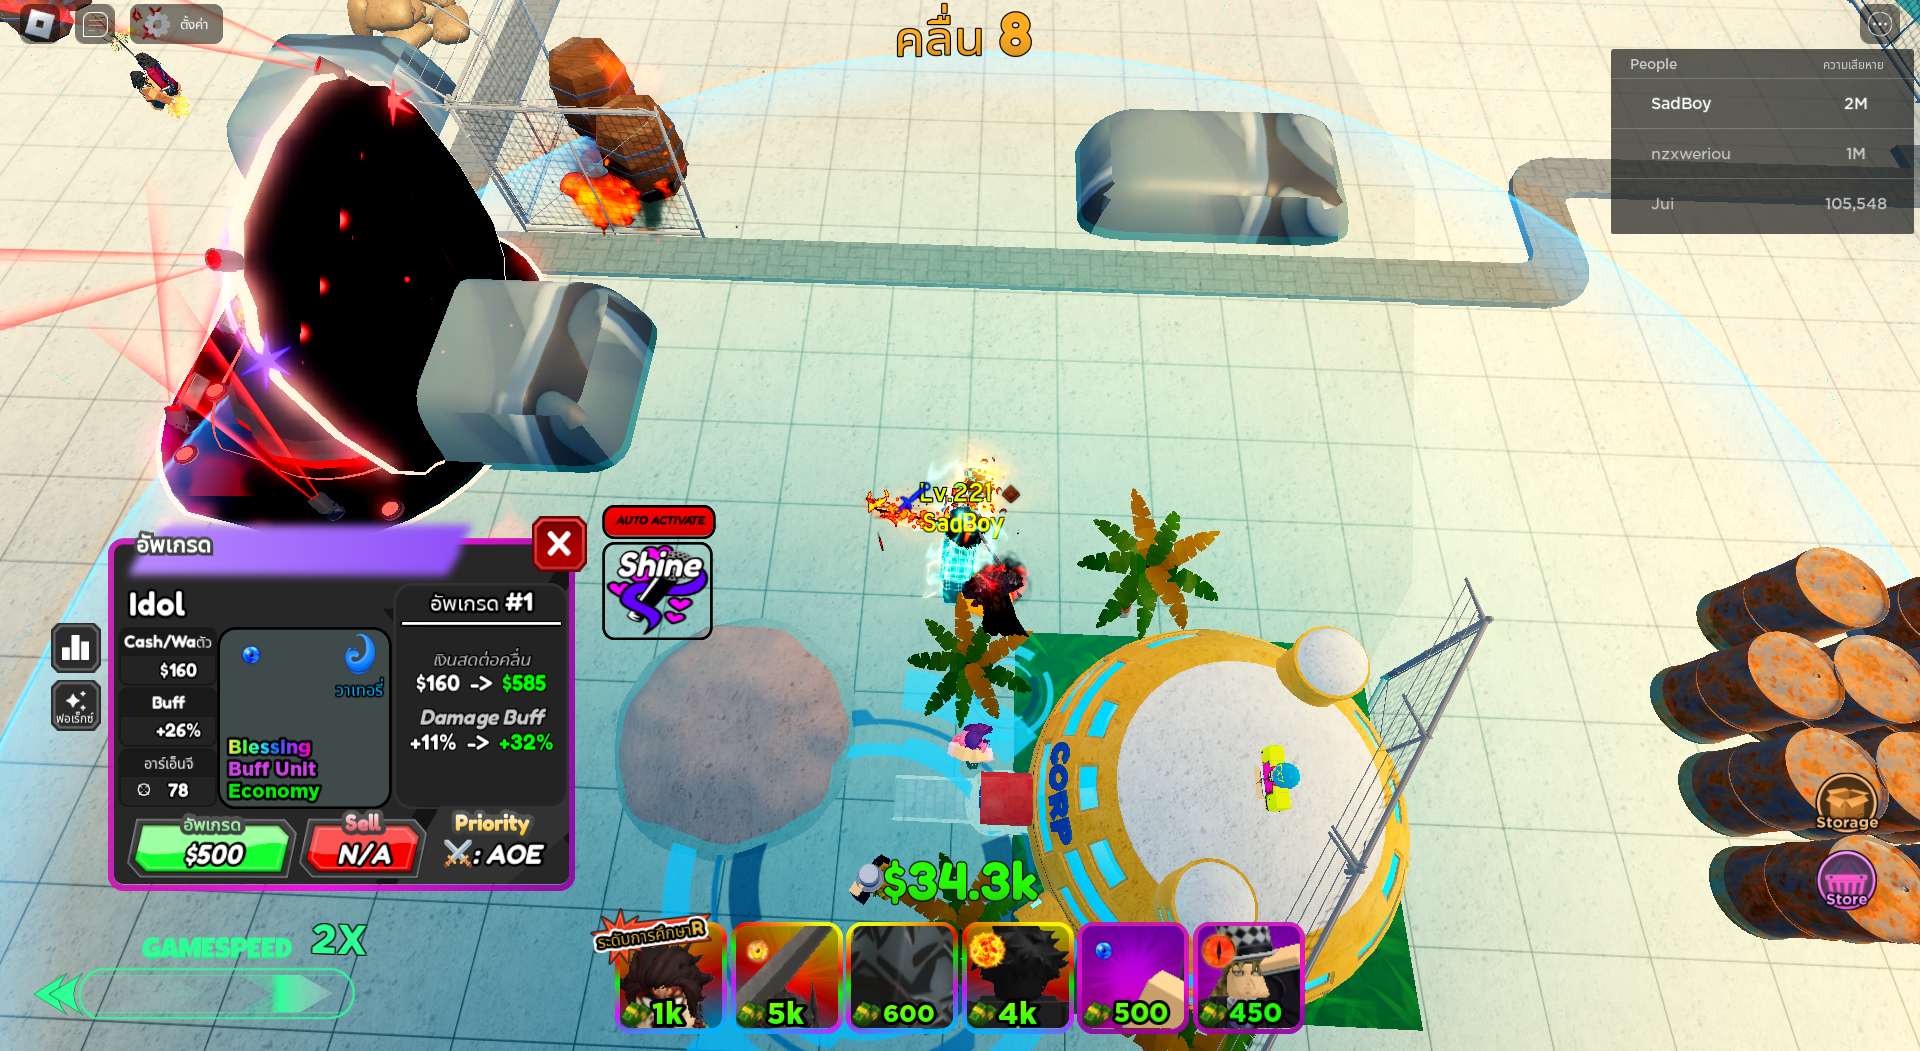 ตั้งค่า
คลื่น 8
People ความเสียหาย
SadBoy 2M
nzxweriou 1M
Jui 105,548
Lv.221
SadBoy
AUTO ACTIVATE
Shine
อัพเกรด
X
Idol
Cash/Waตัว
$160
Buff
+26%
อาร์เอ็นจี
78
วาเทอรี่
Blessing
Buff Unit
Economy
อัพเกรด #1
เงินสดต่อคลื่น
$160 -> $585
Damage Buff
+11% -> +32%
อัพเกรด
$500
Sell
N/A
Priority
: AOE
ฟอเร็กซ์
CORP
Storage
Store
$34.3k
GAMESPEED 2X
ระดับการศึกษาR
1k
5k
600
4k
500
450